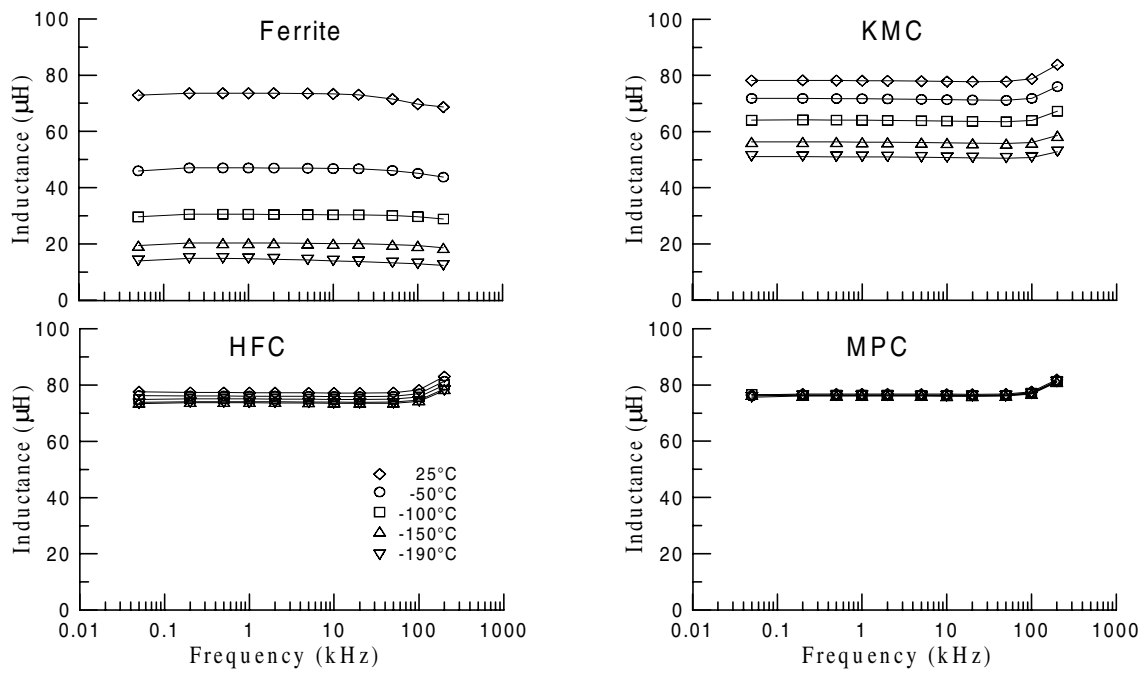 Ferrite
Inductance (µH)
100
80
60
40
20
0
KMC
Inductance (µH)
100
80
60
40
20
0
HFC
Inductance (µH)
100
80
60
40
20
0
25°C
-50°C
-100°C
-150°C
-190°C
0.01 0.1 1 10 100 1000
Frequency (kHz)
MPC
Inductance (µH)
100
80
60
40
20
0
0.01 0.1 1 10 100 1000
Frequency (kHz)